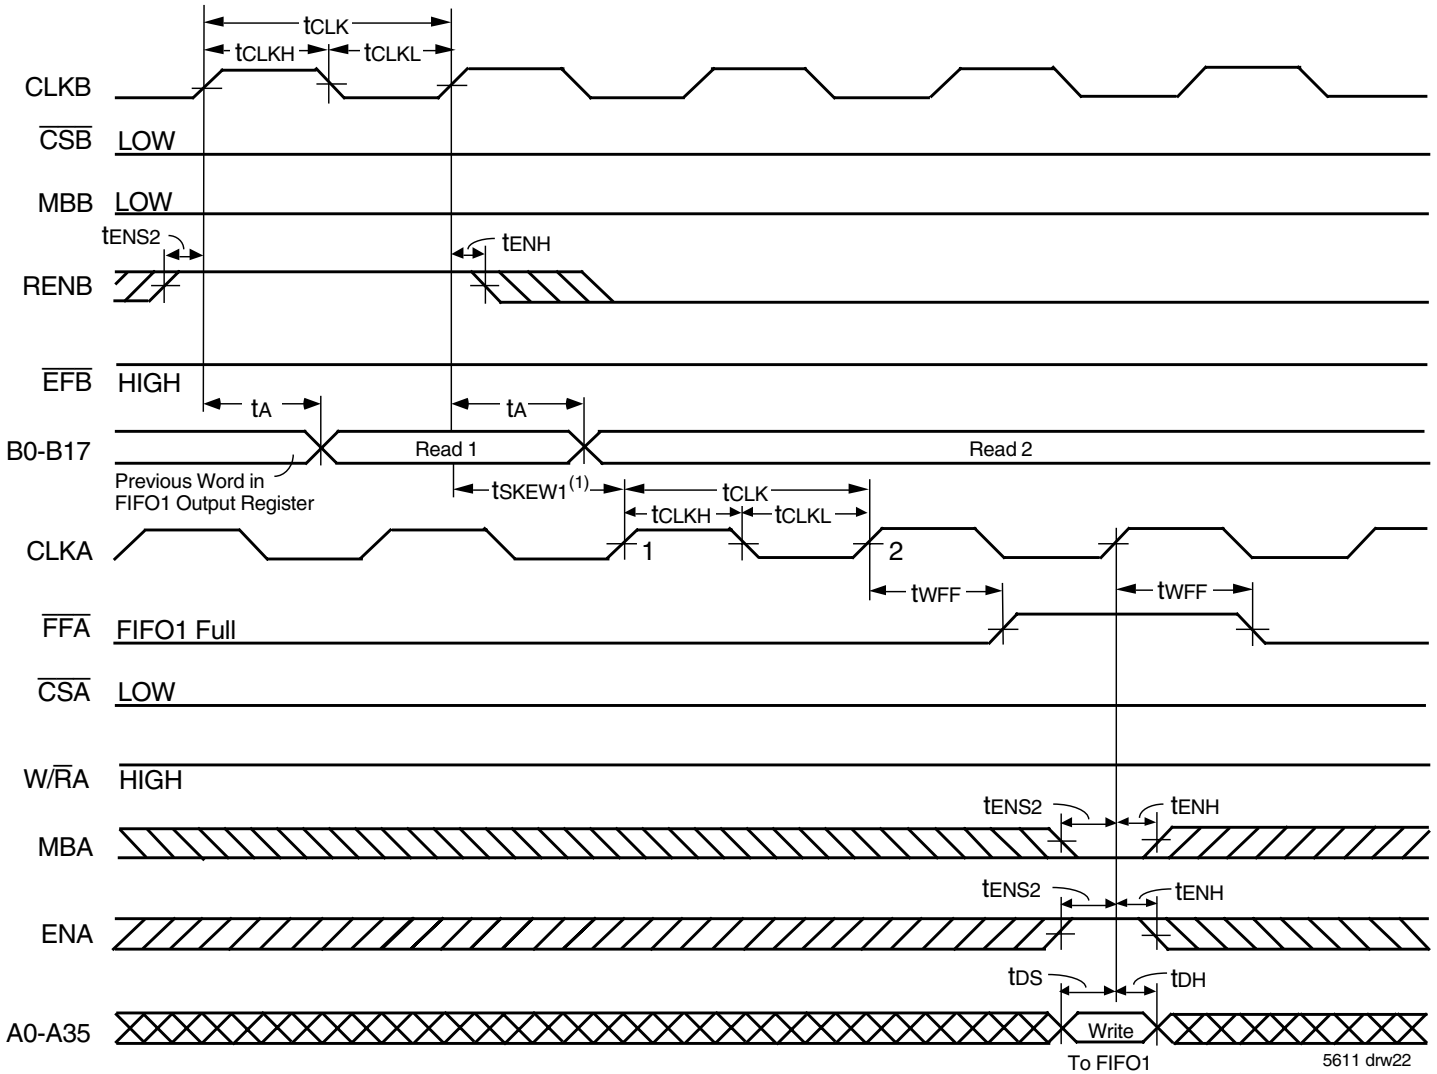 tCLK
tCLKH tCLKL
CLKB
CSB LOW
MBB LOW
tENS2 tENH
RENB
EFB HIGH
tA tA
B0-B17 Read 1 Read 2
Previous Word in
FIFO1 Output Register
tSKEW1(1) tCLK
tCLKH tCLKL
CLKA 1 2
tWFF tWFF
FFA FIFO1 Full
CSA LOW
W/RA HIGH
tENS2 tENH
MBA
tENS2 tENH
ENA
tDS tDH
A0-A35 Write
To FIFO1 5611 drw22